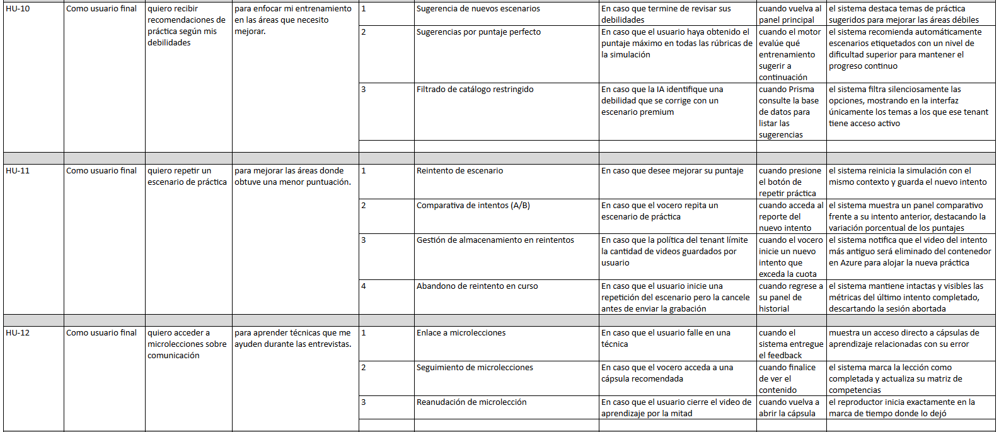 HU-10
Como usuario final
quiero recibir
recomendaciones de
práctica según mis
debilidades
para enfocar mi entrenamiento
en las áreas que necesito
mejorar.
1
Sugerencia de nuevos escenarios
En caso que termine de revisar sus
debilidades
cuando vuelva al
panel principal
el sistema destaca temas de práctica
sugeridos para mejorar las áreas débiles
2
Sugerencias por puntaje perfecto
En caso que el usuario haya obtenido el
puntaje máximo en todas las rúbricas de
la simulación
cuando el motor
evalúe qué
entrenamiento
sugerir a
continuación
el sistema recomienda automáticamente
escenarios etiquetados con un nivel de
dificultad superior para mantener el
progreso continuo
3
Filtrado de catálogo restringido
En caso que la IA identifique una
debilidad que se corrige con un
escenario premium
cuando Prisma
consulte la base
de datos para
listar las
sugerencias
el sistema filtra silenciosamente las
opciones, mostrando en la interfaz
únicamente los temas a los que ese tenant
tiene acceso activo
HU-11
Como usuario final
quiero repetir un
escenario de práctica
para mejorar las áreas donde
obtuve una menor puntuación.
1
Reintento de escenario
En caso que desee mejorar su puntaje
cuando presione
el botón de
repetir práctica
el sistema reinicia la simulación con el
mismo contexto y guarda el nuevo intento
2
Comparativa de intentos (A/B)
En caso que el vocero repita un
escenario de práctica
cuando acceda al
reporte del
nuevo intento
el sistema muestra un panel comparativo
frente a su intento anterior, destacando la
variación porcentual de los puntajes
3
Gestión de almacenamiento en reintentos
En caso que la política del tenant límite
la cantidad de videos guardados por
usuario
cuando el vocero
inicie un nuevo
intento que
exceda la cuota
el sistema notifica que el video del intento
más antiguo será eliminado del contenedor
en Azure para alojar la nueva práctica
4
Abandono de reintento en curso
En caso que el usuario inicie una
repetición del escenario pero la cancele
antes de enviar la grabación
cuando regrese a
su panel de
historial
el sistema mantiene intactas y visibles las
métricas del último intento completado,
descartando la sesión abortada
HU-12
Como usuario final
quiero acceder a
microlecciones sobre
comunicación
para aprender técnicas que me
ayuden durante las entrevistas.
1
Enlace a microlecciones
En caso que el usuario falle en una
técnica
cuando el
sistema entregue
el feedback
muestra un acceso directo a cápsulas de
aprendizaje relacionadas con su error
2
Seguimiento de microlecciones
En caso que el vocero acceda a una
cápsula recomendada
cuando finalice
de ver el
contenido
el sistema marca la lección como
completada y actualiza su matriz de
competencias
3
Reanudación de microlección
En caso que el usuario cierre el video de
aprendizaje por la mitad
cuando vuelva a
abrir la cápsula
el reproductor inicia exactamente en la
marca de tiempo donde lo dejó